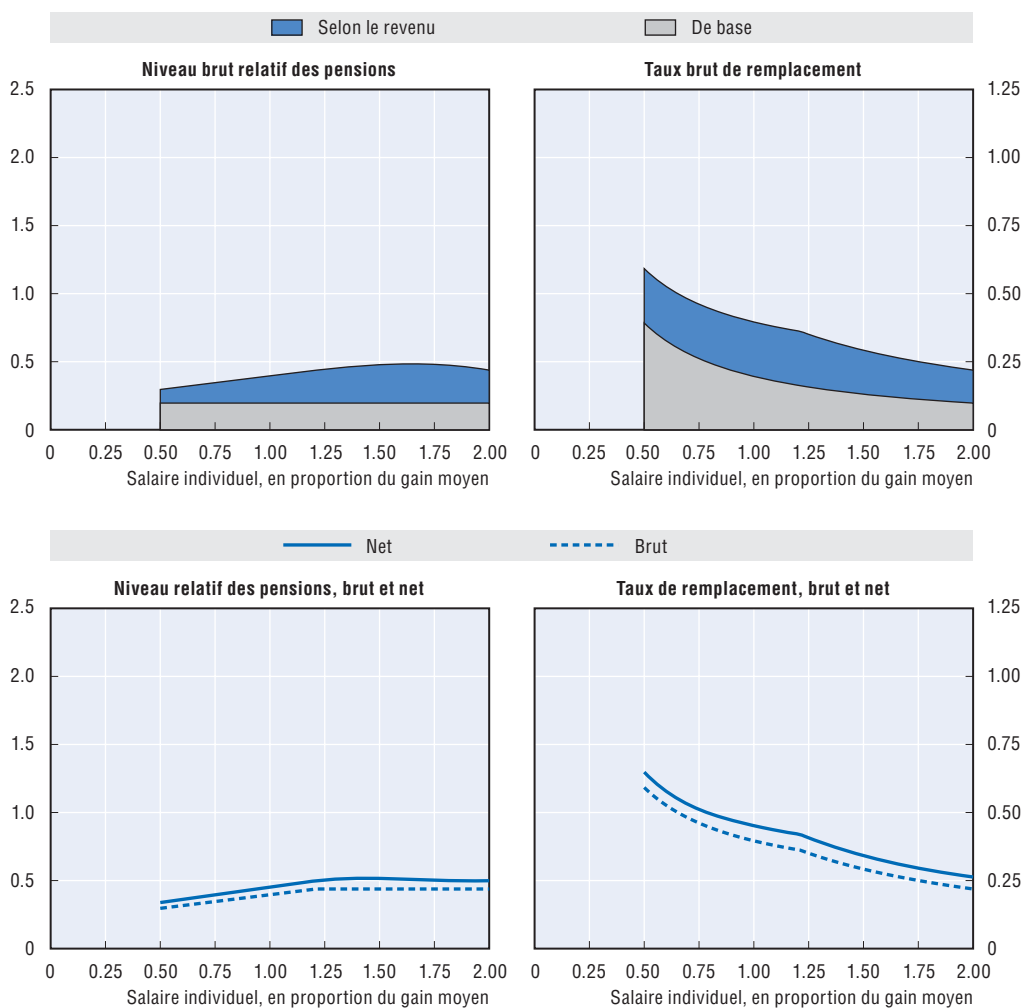 Selon le revenu De base
Niveau brut relatif des pensions Taux brut de remplacement
2.5 1.25
2.0 1.00
1.5 0.75
1.0 0.50
0.5 0.25
0 0
0 0.25 0.50 0.75 1.00 1.25 1.50 1.75 2.00 0 0.25 0.50 0.75 1.00 1.25 1.50 1.75 2.00
Salaire individuel, en proportion du gain moyen Salaire individuel, en proportion du gain moyen
Net Brut
Niveau relatif des pensions, brut et net Taux de remplacement, brut et net
2.5 1.25
2.0 1.00
1.5 0.75
1.0 0.50
0.5 0.25
0 0
0 0.25 0.50 0.75 1.00 1.25 1.50 1.75 2.00 0 0.25 0.50 0.75 1.00 1.25 1.50 1.75 2.00
Salaire individuel, en proportion du gain moyen Salaire individuel, en proportion du gain moyen